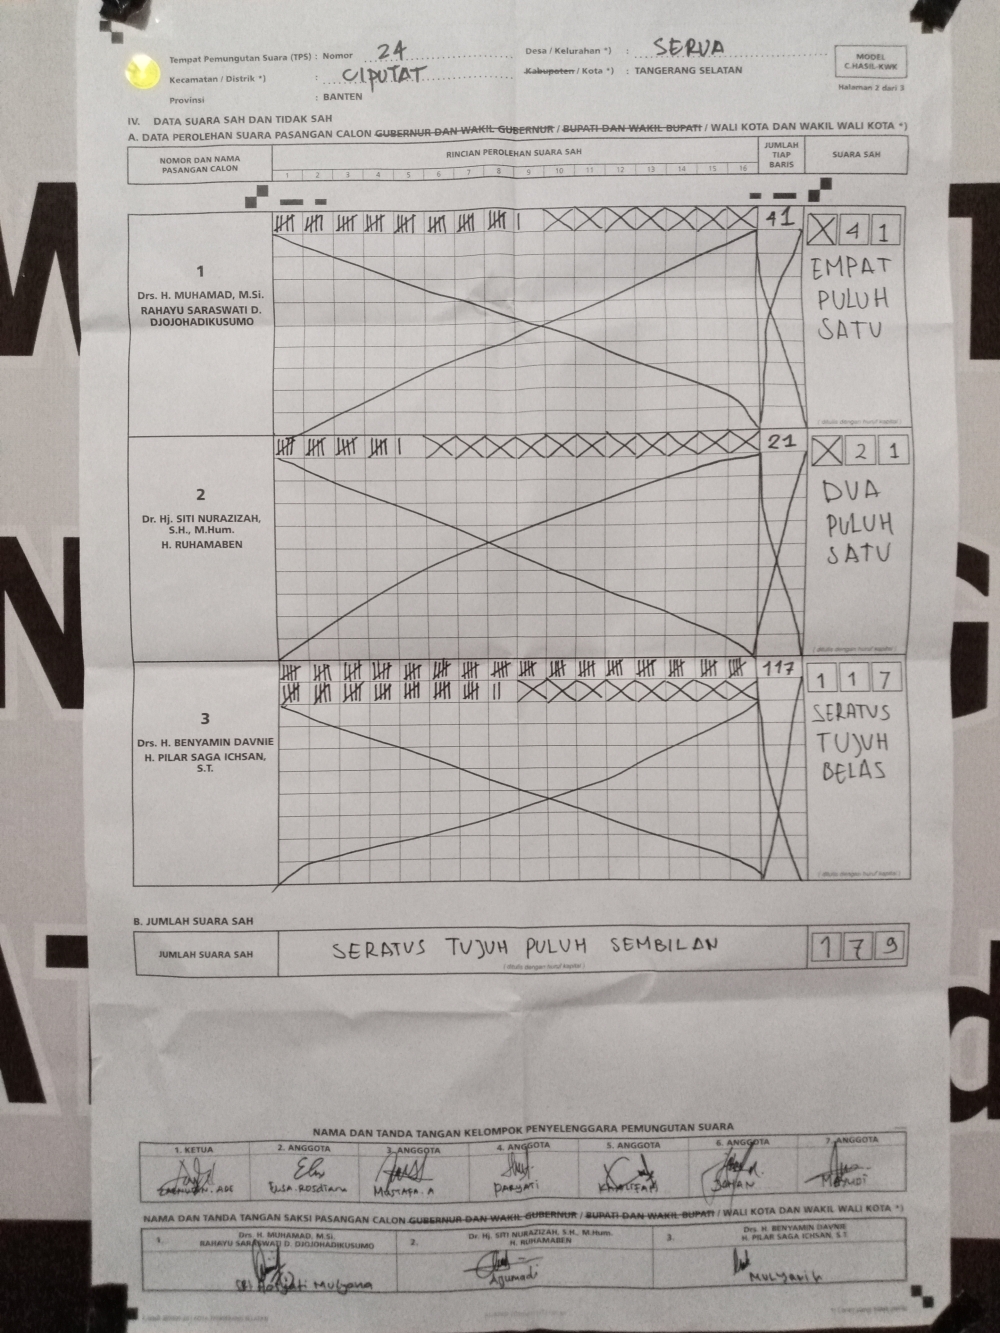 Tempat Pemungutan Suara (TPS) : Nomor 24 Desa / Kelurahan *) : SERUA
MODEL
C.HASIL-KWK
Kecamatan / Distrik *) : CIPUTAT Kabupaten / Kota *) : TANGERANG SELATAN
Halaman 2 dari 3
Provinsi : BANTEN
IV. DATA SUARA SAH DAN TIDAK SAH
A. DATA PEROLEHAN SUARA PASANGAN CALON GUBERNUR DAN WAKIL GUBERNUR / BUPATI DAN WAKIL BUPATI / WALI KOTA DAN WAKIL WALI KOTA *)
NOMOR DAN NAMA
PASANGAN CALON
RINCIAN PEROLEHAN SUARA SAH
JUMLAH
TIAP
BARIS
SUARA SAH
1 2 3 4 5 6 7 8 9 10 11 12 13 14 15 16
1
Drs. H. MUHAMAD, M.Si.
RAHAYU SARASWATI D.
DJOJOHADIKUSUMO
41
X 4 1
EMPAT
PULUH
SATU
(ditulis dengan huruf kapital)
2
Dr. Hj. SITI NURAZIZAH,
S.H., M.Hum.
H. RUHAMABEN
21
X 2 1
DUA
PULUH
SATU
(ditulis dengan huruf kapital)
3
Drs. H. BENYAMIN DAVNIE
H. PILAR SAGA ICHSAN,
S.T.
117
1 1 7
SERATUS
TUJUH
BELAS
(ditulis dengan huruf kapital)
B. JUMLAH SUARA SAH
JUMLAH SUARA SAH SERATUS TUJUH PULUH SEMBILAN 1 7 9
(ditulis dengan huruf kapital)
NAMA DAN TANDA TANGAN KELOMPOK PENYELENGGARA PEMUNGUTAN SUARA
1. KETUA 2. ANGGOTA 3. ANGGOTA 4. ANGGOTA 5. ANGGOTA 6. ANGGOTA 7. ANGGOTA
ELISA ROSDIANA MUSTAFA. A DARYATI
NAMA DAN TANDA TANGAN SAKSI PASANGAN CALON GUBERNUR DAN WAKIL GUBERNUR / BUPATI DAN WAKIL BUPATI / WALI KOTA DAN WAKIL WALI KOTA *)
1. Drs. H. MUHAMAD, M.Si.
RAHAYU SARASWATI D. DJOJOHADIKUSUMO
2. Dr. Hj. SITI NURAZIZAH, S.H., M.Hum.
H. RUHAMABEN
3. Drs. H. BENYAMIN DAVNIE
H. PILAR SAGA ICHSAN, S.T.
Mulyana